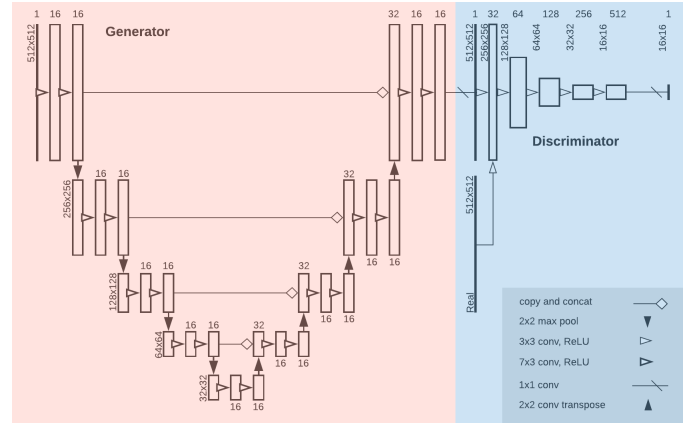 1 16 16
512x512
Generator
32 16 16
1 32 64 128 256 512 1
512x512
256x256
128x128
64x64
32x32
16x16
16x16
Discriminator
16 16
256x256
32
16 16
512x512
16 16
128x128
32
16 16
Real
16 16
64x64
32
16 16
32x32
16 16
copy and concat
2x2 max pool
3x3 conv, ReLU
7x3 conv, ReLU
1x1 conv
2x2 conv transpose